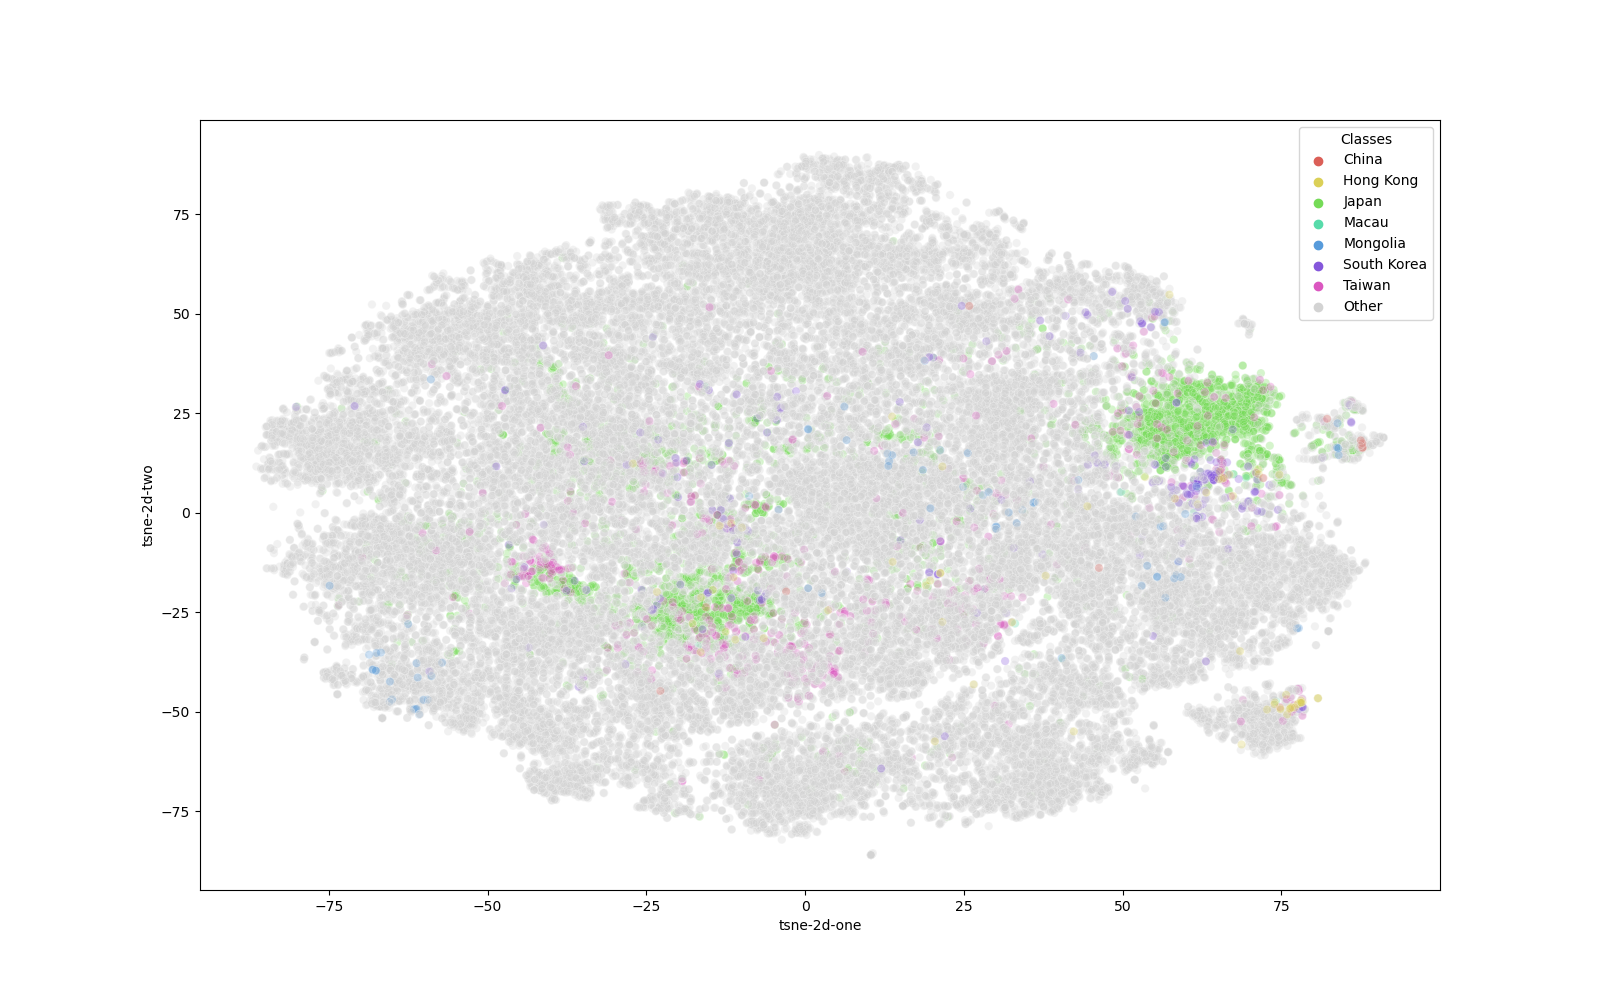 Classes
China
Hong Kong
Japan
Macau
Mongolia
South Korea
Taiwan
Other
75
50
25
0
−25
−50
−75
tsne-2d-two
−75
−50
−25
0
25
50
75
tsne-2d-one